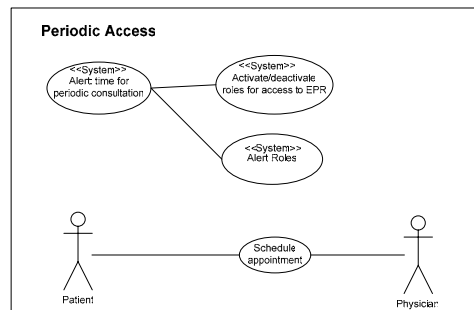 Periodic Access
<<System>>
Alert time for
periodic consultation
<<System>>
Activate/deactivate
roles for access to EPR
<<System>>
Alert Roles
Schedule
appointment
Patient
Physician